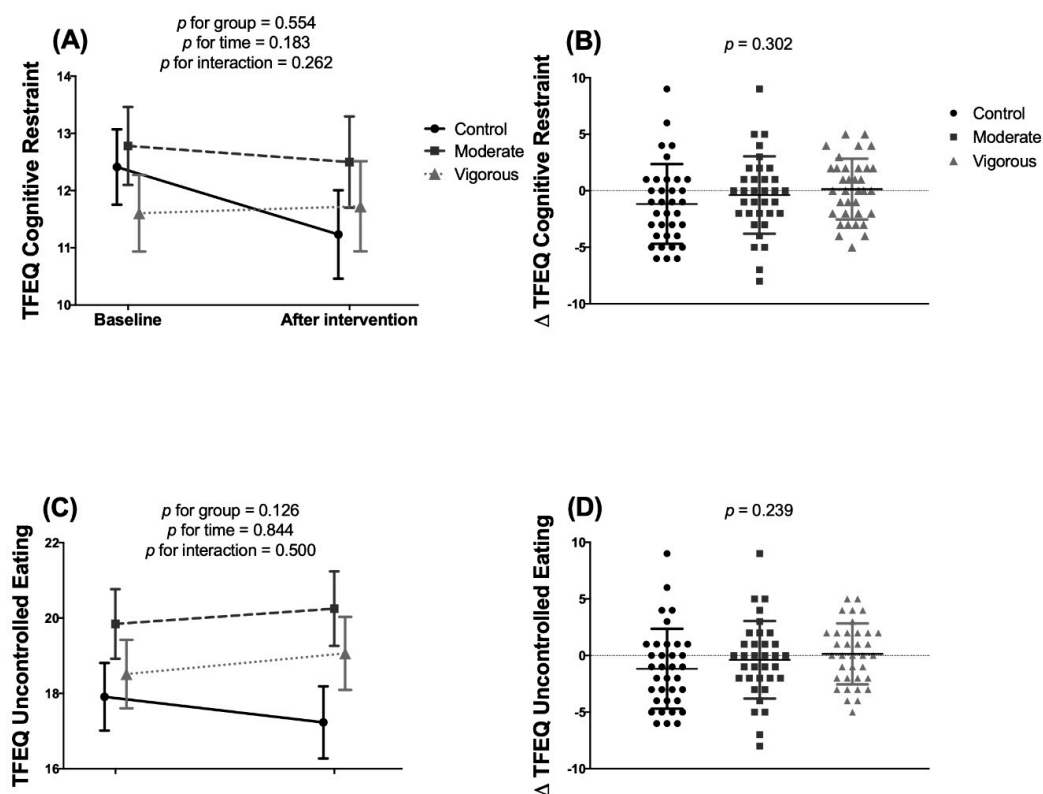 (A)
p for group = 0.554
p for time = 0.183
p for interaction = 0.262
TFEQ Cognitive Restraint
14
13
12
11
10
Baseline
After intervention
Control
Moderate
Vigorous
(B)
p = 0.302
Δ TFEQ Cognitive Restraint
10
5
0
-5
-10
Control
Moderate
Vigorous
(C)
p for group = 0.126
p for time = 0.844
p for interaction = 0.500
TFEQ Uncontrolled Eating
22
20
18
16
(D)
p = 0.239
Δ TFEQ Uncontrolled Eating
10
5
0
-5
-10